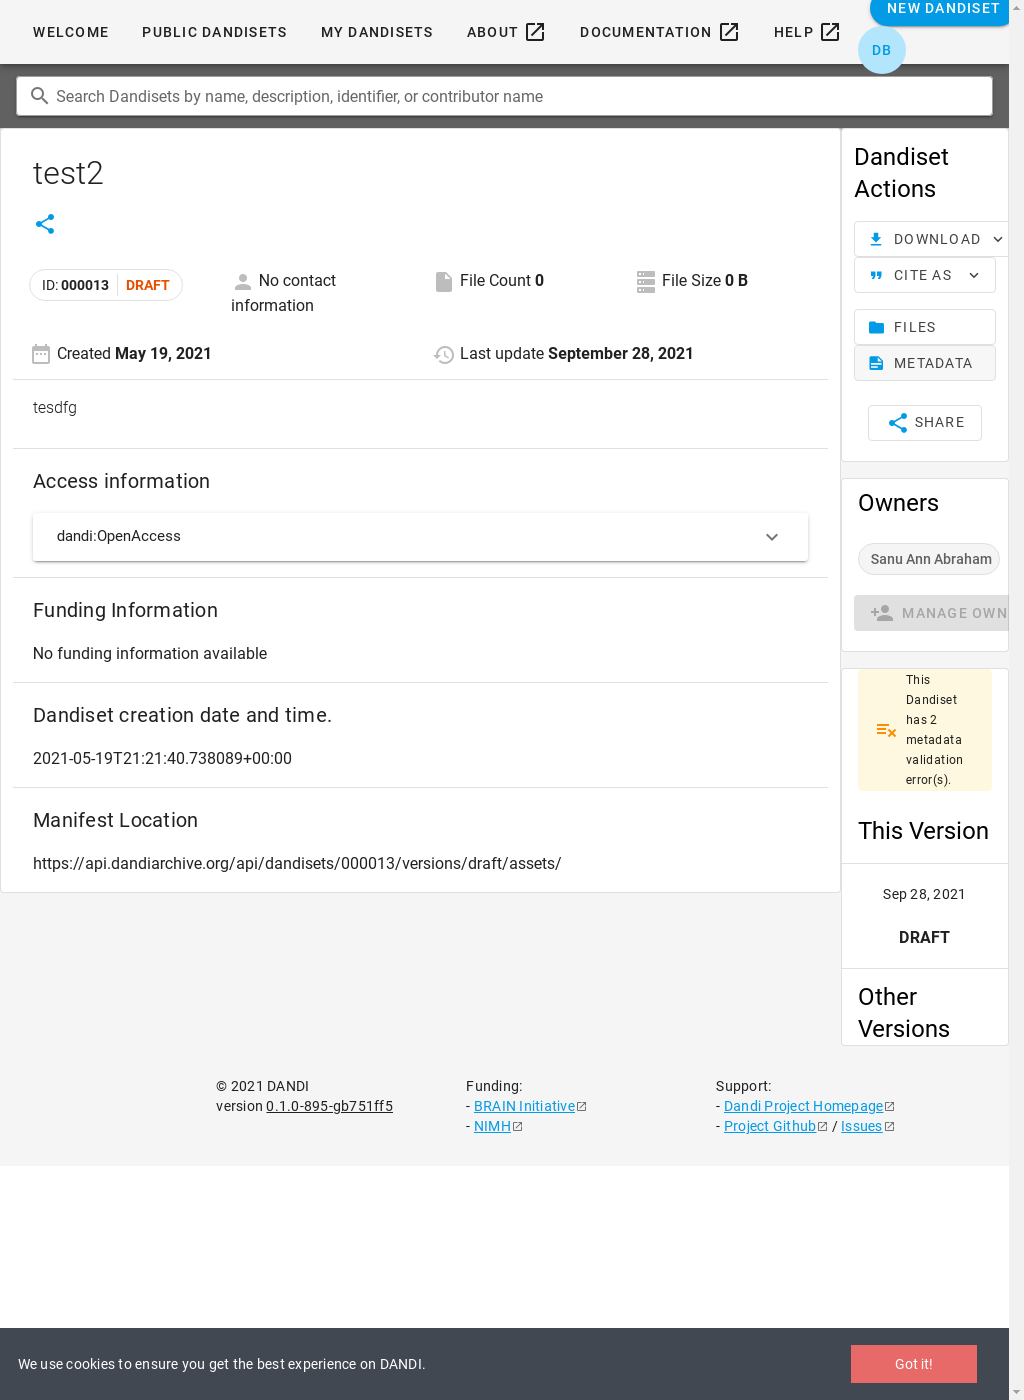 WELCOME PUBLIC DANDISETS MY DANDISETS ABOUT DOCUMENTATION HELP NEW DANDISET
DB
Search Dandisets by name, description, identifier, or contributor name
test2
ID: 000013 DRAFT
No contact information
File Count 0
File Size 0 B
Created May 19, 2021
Last update September 28, 2021
tesdfg
Access information
dandi:OpenAccess
Funding Information
No funding information available
Dandiset creation date and time.
2021-05-19T21:21:40.738089+00:00
Manifest Location
https://api.dandiarchive.org/api/dandisets/000013/versions/draft/assets/
Dandiset
Actions
DOWNLOAD
CITE AS
FILES
METADATA
SHARE
Owners
Sanu Ann Abraham
MANAGE OWN
This
Dandiset
has 2
metadata
validation
error(s).
This Version
Sep 28, 2021
DRAFT
Other
Versions
© 2021 DANDI
version 0.1.0-895-gb751ff5
Funding:
- BRAIN Initiative
- NIMH
Support:
- Dandi Project Homepage
- Project Github / Issues
We use cookies to ensure you get the best experience on DANDI.
Got it!